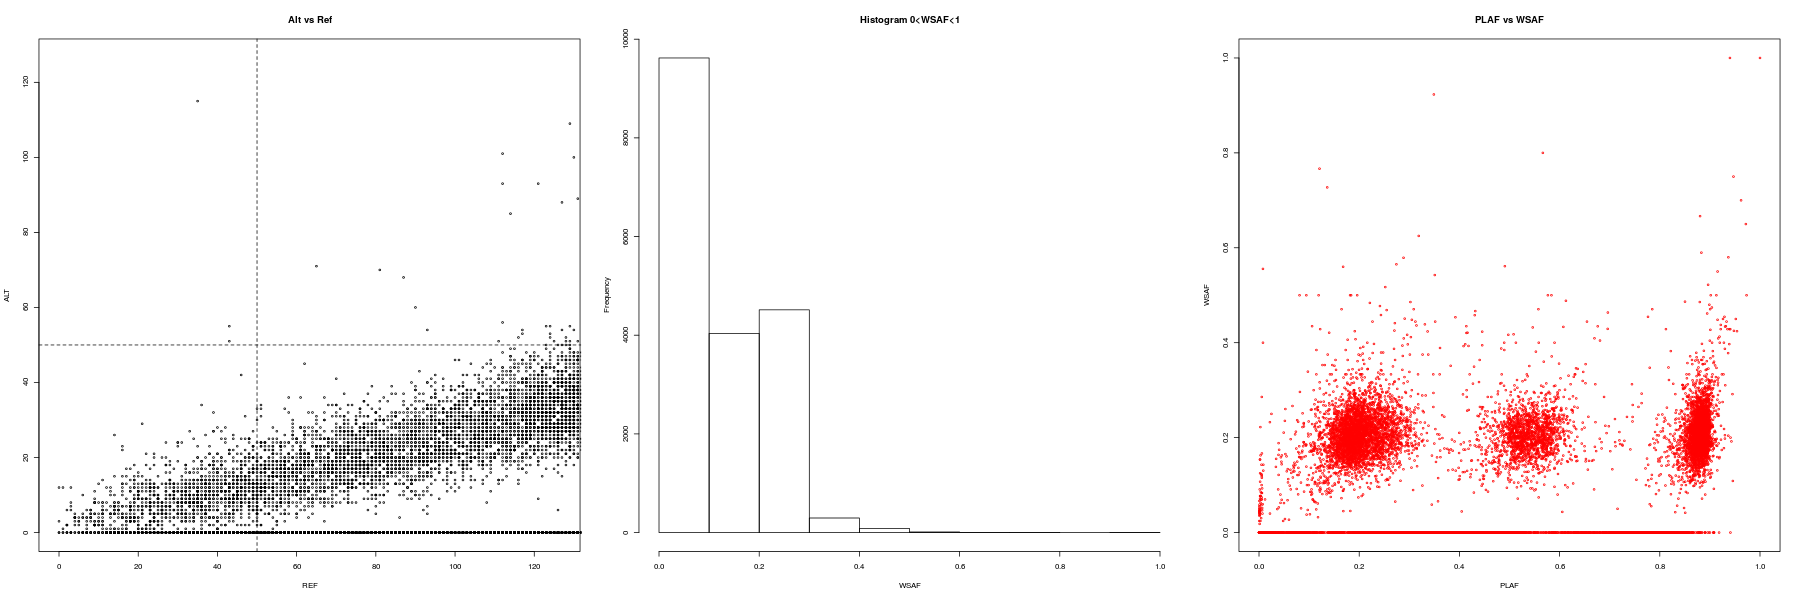 Alt vs Ref
ALT
120
100
80
60
40
20
0
0 20 40 60 80 100 120
REF
Histogram 0<WSAF<1
Frequency
10000
8000
6000
4000
2000
0
0.0 0.2 0.4 0.6 0.8 1.0
WSAF
PLAF vs WSAF
WSAF
1.0
0.8
0.6
0.4
0.2
0.0
0.0 0.2 0.4 0.6 0.8 1.0
PLAF